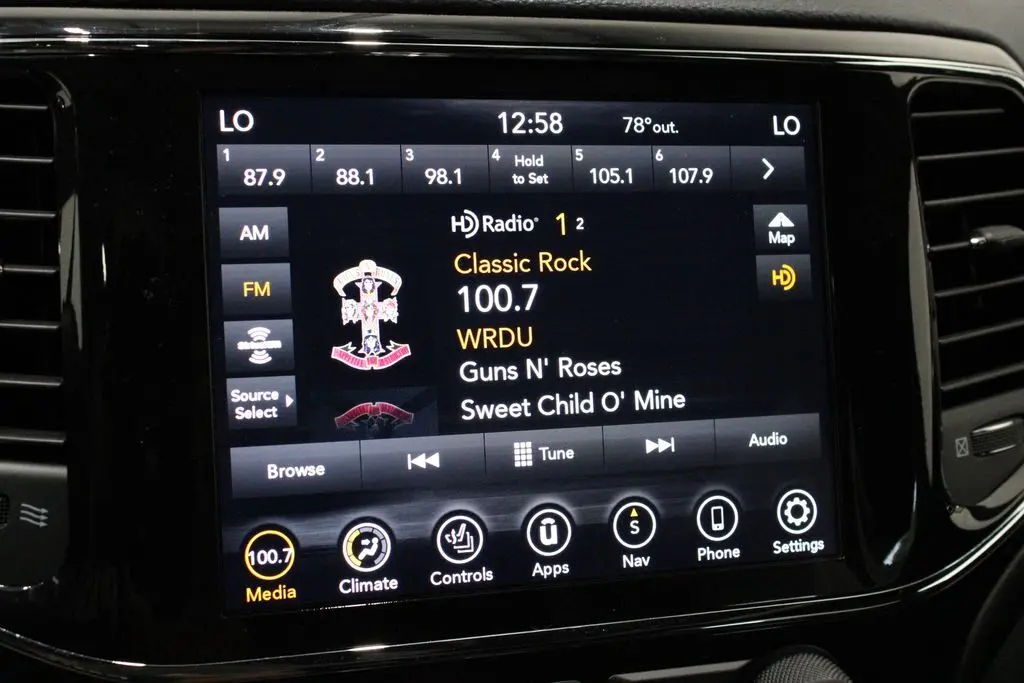 LO 12:58 78°out. LO
1 87.9 2 88.1 3 98.1 4 Hold to Set 5 105.1 6 107.9
AM
FM
Source
Select
HD Radio 1 2
Classic Rock
100.7
WRDU
Guns N' Roses
Sweet Child O' Mine
Map
HD
Browse Tune Audio
100.7 S
Media Climate Controls Apps Nav Phone Settings